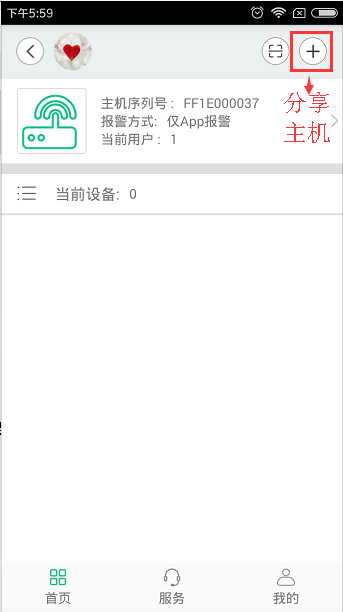 下午5:59
主机序列号：FF1E000037
报警方式：仅App报警
当前用户：1
分享
主机
当前设备：0
首页
服务
我的